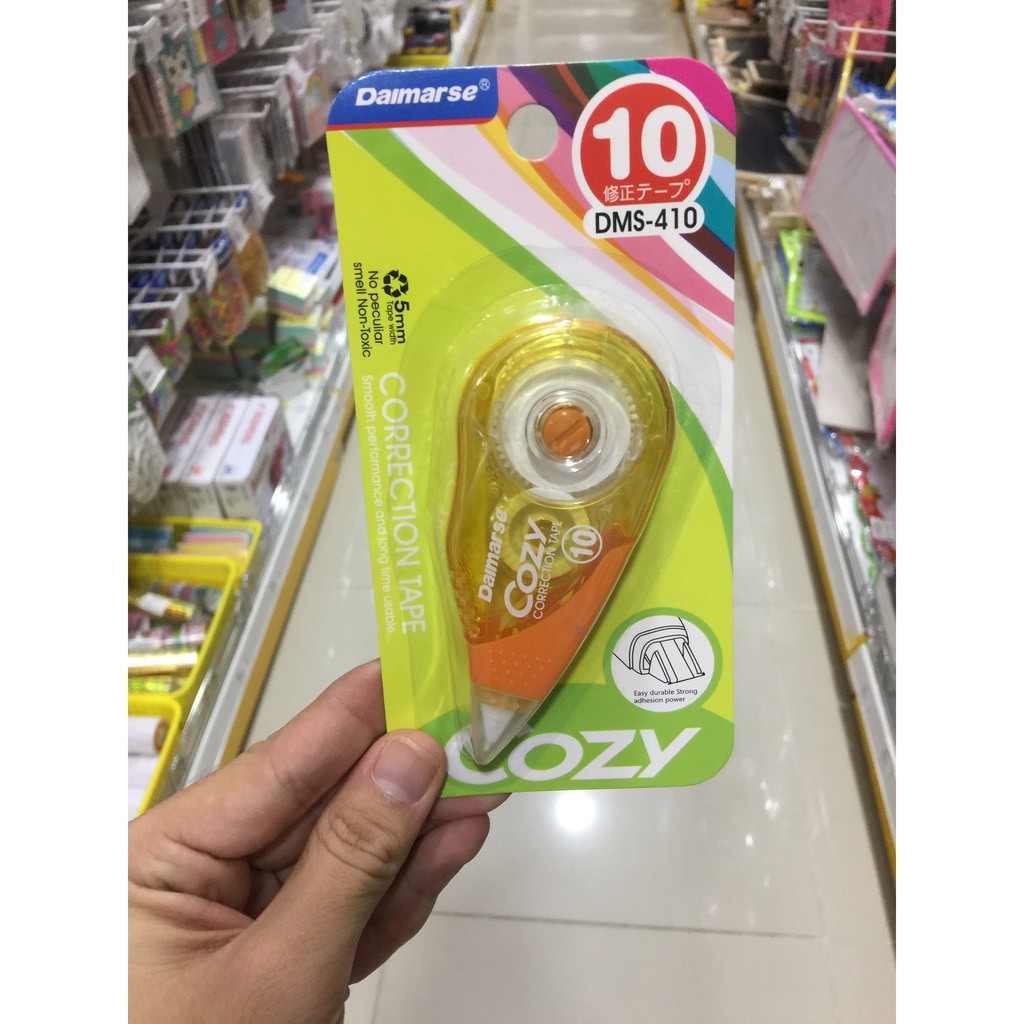 Daimarse®
10
修正テープ
DMS-410
5mm
Tape width
No peculiar
smell Non-Toxic
CORRECTION TAPE
Smooth performance and long time usable...
Daimarse
COZY
CORRECTION TAPE
10
Easy durable Strong
adhesion power
COZY